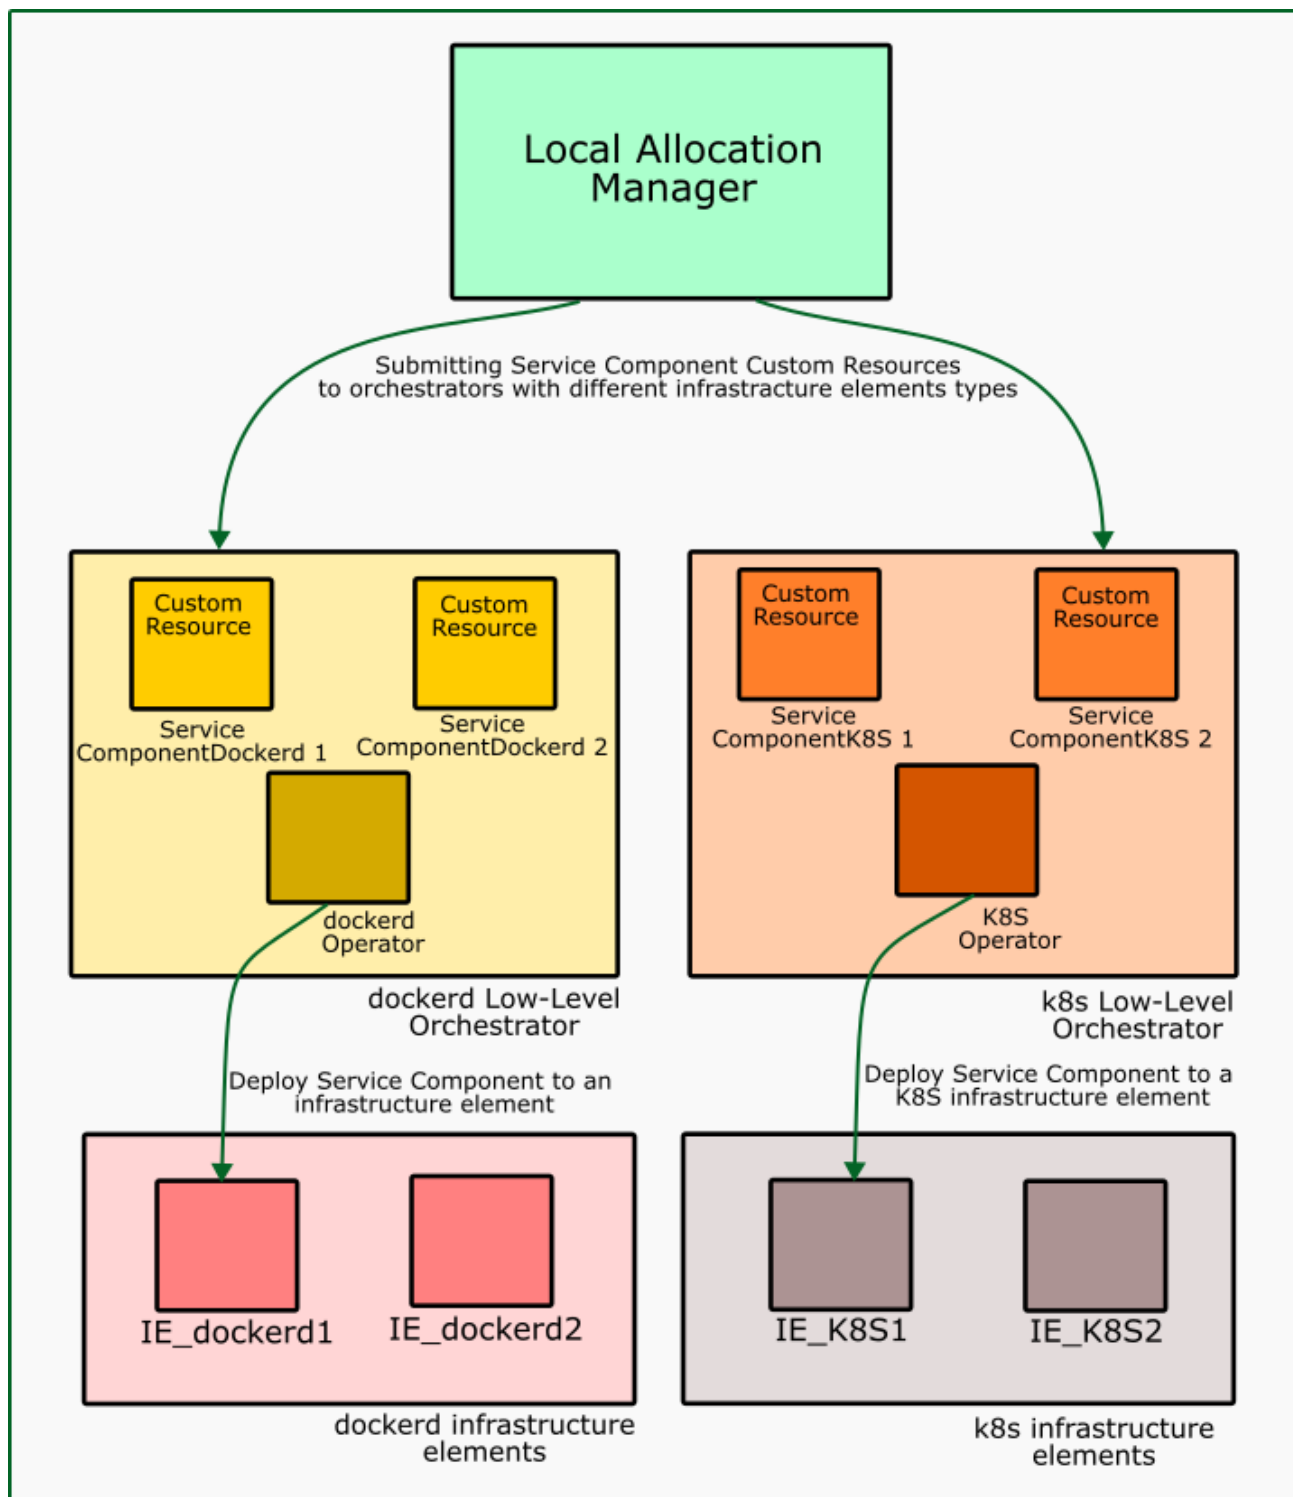 Local Allocation
Manager
Submitting Service Component Custom Resources
to orchestrators with different infrastracture elements types
Custom
Resource
Service
ComponentDockerd 1
Custom
Resource
Service
ComponentDockerd 2
dockerd
Operator
dockerd Low-Level
Orchestrator
Custom
Resource
Service
ComponentK8S 1
Custom
Resource
Service
ComponentK8S 2
K8S
Operator
k8s Low-Level
Orchestrator
Deploy Service Component to an
infrastructure element
Deploy Service Component to a
K8S infrastructure element
IE_dockerd1
IE_dockerd2
dockerd infrastructure
elements
IE_K8S1
IE_K8S2
k8s infrastructure
elements